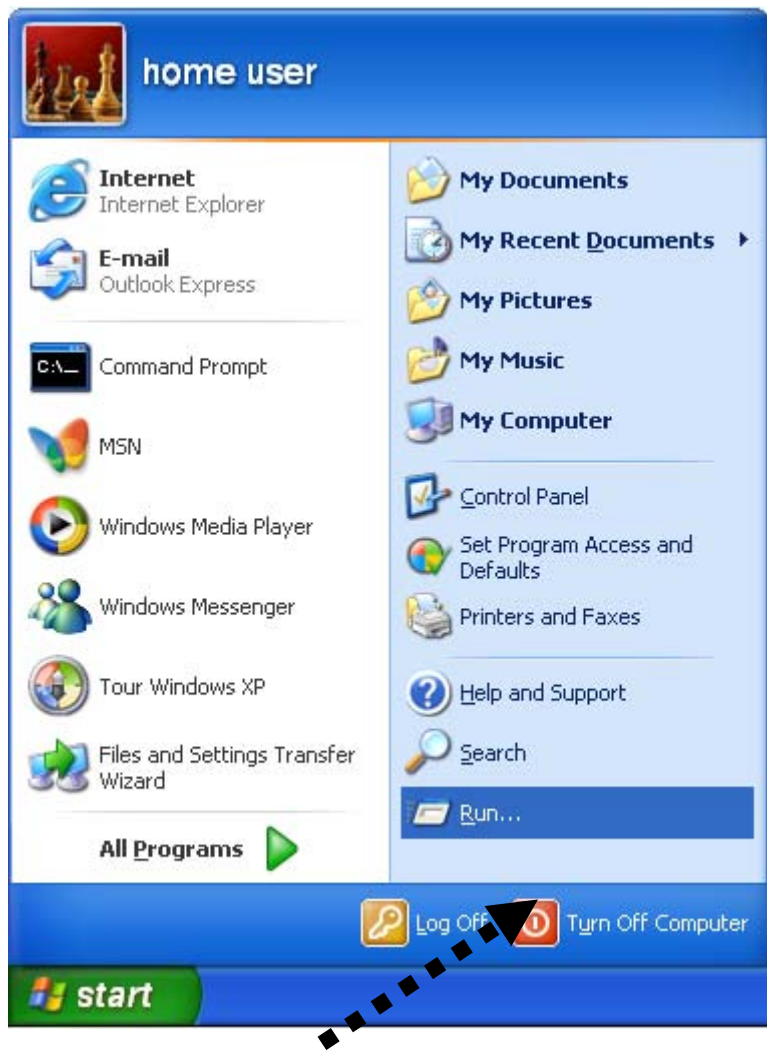 home user
Internet
Internet Explorer
E-mail
Outlook Express
C:\_
Command Prompt
MSN
Windows Media Player
Windows Messenger
Tour Windows XP
Files and Settings Transfer
Wizard
All Programs
My Documents
My Recent Documents
My Pictures
My Music
My Computer
Control Panel
Set Program Access and
Defaults
Printers and Faxes
Help and Support
Search
Run...
Log Off
Turn Off Computer
start